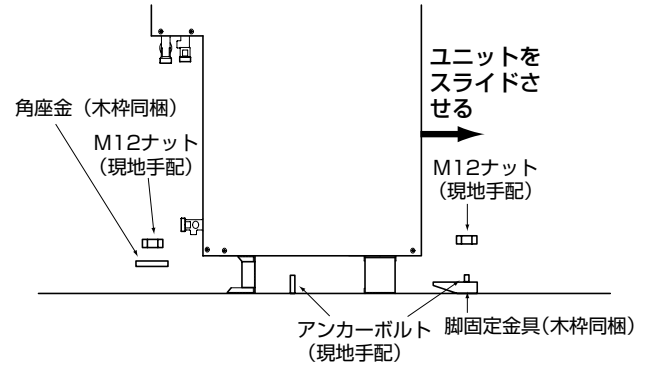 ユニットを
スライドさ
せる
角座金（木枠同梱）
M12ナット
（現地手配）
M12ナット
（現地手配）
アンカーボルト
（現地手配）
脚固定金具（木枠同梱）